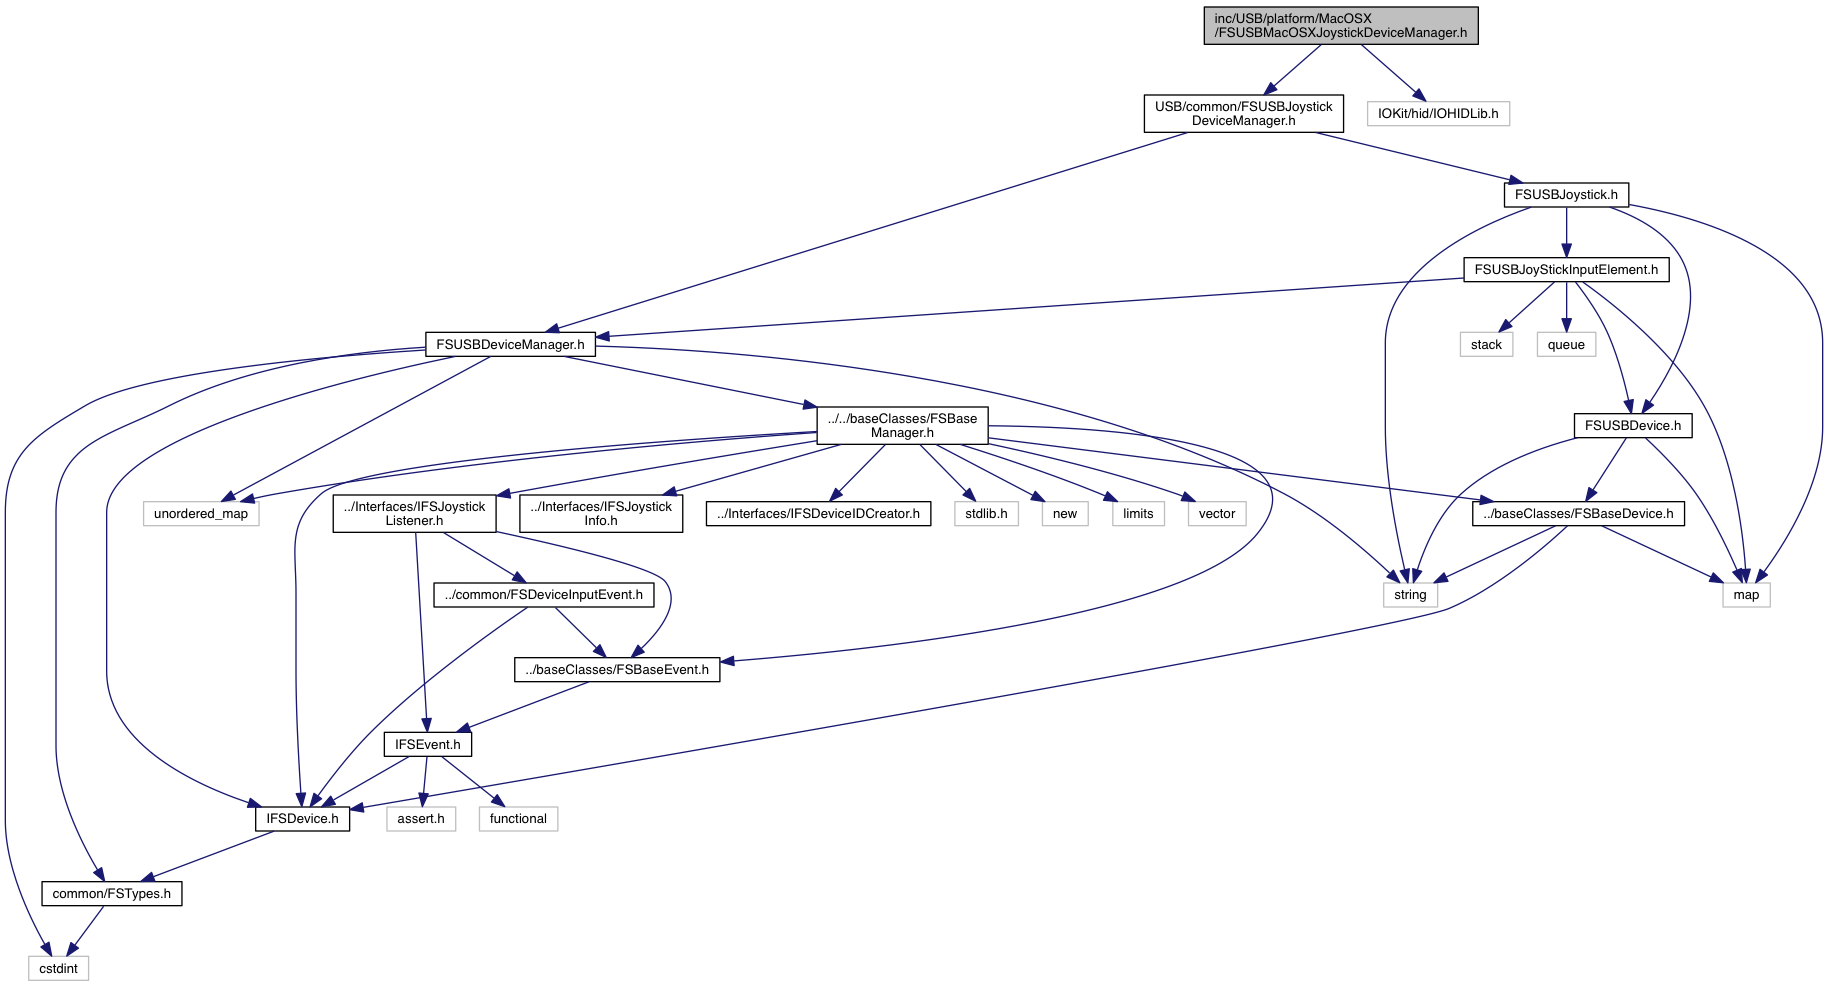 inc/USB/platform/MacOSX
/FSUSBMacOSXJoystickDeviceManager.h
USB/common/FSUSBJoystick
DeviceManager.h
IOKit/hid/IOHIDLib.h
FSUSBJoystick.h
FSUSBJoyStickInputElement.h
FSUSBDeviceManager.h
stack
queue
../../baseClasses/FSBase
Manager.h
FSUSBDevice.h
unordered_map
../Interfaces/IFSJoystick
Listener.h
../Interfaces/IFSJoystick
Info.h
../Interfaces/IFSDeviceIDCreator.h
stdlib.h
new
limits
vector
../baseClasses/FSBaseDevice.h
../common/FSDeviceInputEvent.h
string
map
../baseClasses/FSBaseEvent.h
IFSEvent.h
IFSDevice.h
assert.h
functional
common/FSTypes.h
cstdint